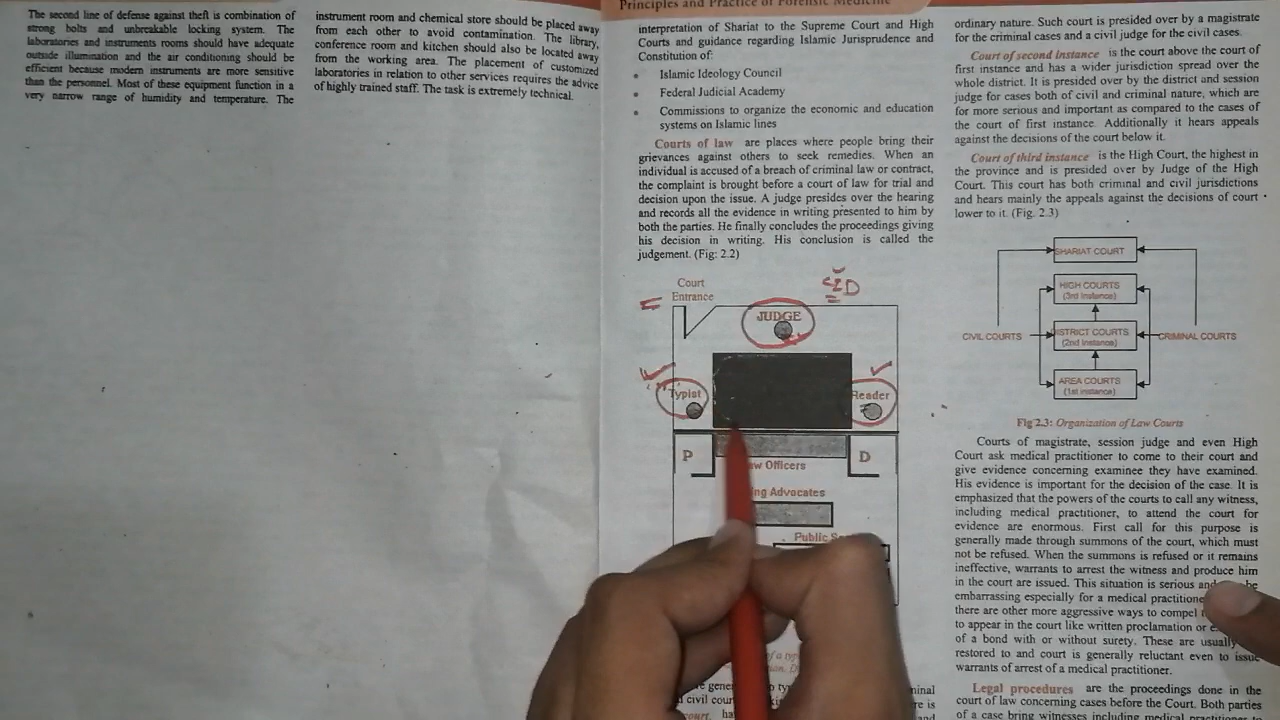 The second line of defense against theft is combination of
strong bolts and unbreakable locking system. The
laboratories and instruments rooms should have adequate
outside illumination and the air conditioning should be
efficient because modern instruments are more sensitive
than the personnel. Most of these equipment function in a
very narrow range of humidity and temperature. The
instrument room and chemical store should be placed away
from each other to avoid contamination. The library,
conference room and kitchen should also be located away
from the working area. The placement of customized
laboratories in relation to other services requires the advice
of highly trained staff. The task is extremely technical.
Principles and Practice of Forensic Medicine
interpretation of Shariat to the Supreme Court and High
Courts and guidance regarding Islamic Jurisprudence and
Constitution of:
• Islamic Ideology Council
• Federal Judicial Academy
• Commissions to organize the economic and education
systems on Islamic lines
Courts of law are places where people bring their
grievances against others to seek remedies. When an
individual is accused of a breach of criminal law or contract,
the complaint is brought before a court of law for trial and
decision upon the issue. A judge presides over the hearing
and records all the evidence in writing presented to him by
both the parties. He finally concludes the proceedings giving
his decision in writing. His conclusion is called the
judgement. (Fig: 2.2)
Court
Entrance
JUDGE
Typist
Reader
P
D
aw Officers
ng Advocates
Public
gene
civil cour
court, ha
minal
re is
and
ordinary nature. Such court is presided over by a magistrate
for the criminal cases and a civil judge for the civil cases.
Court of second instance is the court above the court of
first instance and has a wider jurisdiction spread over the
whole district. It is presided over by the district and session
judge for cases both of civil and criminal nature, which are
for more serious and important as compared to the cases of
the court of first instance. Additionally it hears appeals
against the decisions of the court below it.
Court of third instance is the High Court, the highest in
the province and is presided over by Judge of the High
Court. This court has both criminal and civil jurisdictions
and hears mainly the appeals against the decisions of court
lower to it. (Fig. 2.3)
SHARIAT COURT
HIGH COURTS
(3rd Instance)
CIVIL COURTS
DISTRICT COURTS
(2nd Instance)
CRIMINAL COURTS
AREA COURTS
(1st instance)
Fig 2.3: Organization of Law Courts
Courts of magistrate, session judge and even High
Court ask medical practitioner to come to their court and
give evidence concerning examinee they have examined.
His evidence is important for the decision of the case. It is
emphasized that the powers of the courts to call any witness,
including medical practitioner, to attend the court for
evidence are enormous. First call for this purpose is
generally made through summons of the court, which must
not be refused. When the summons is refused or it remains
ineffective, warrants to arrest the witness and produce him
in the court are issued. This situation is serious and be
embarrassing especially for a medical practitione
there are other more aggressive ways to compel
to appear in the court like written proclamation or
of a bond with or without surety. These are usually
restored to and court is generally reluctant even to issue
warrants of arrest of a medical practitioner.
Legal procedures are the proceedings done in the
court of law concerning cases before the Court. Both parties
of a case bring witnesses including medical practitioner to